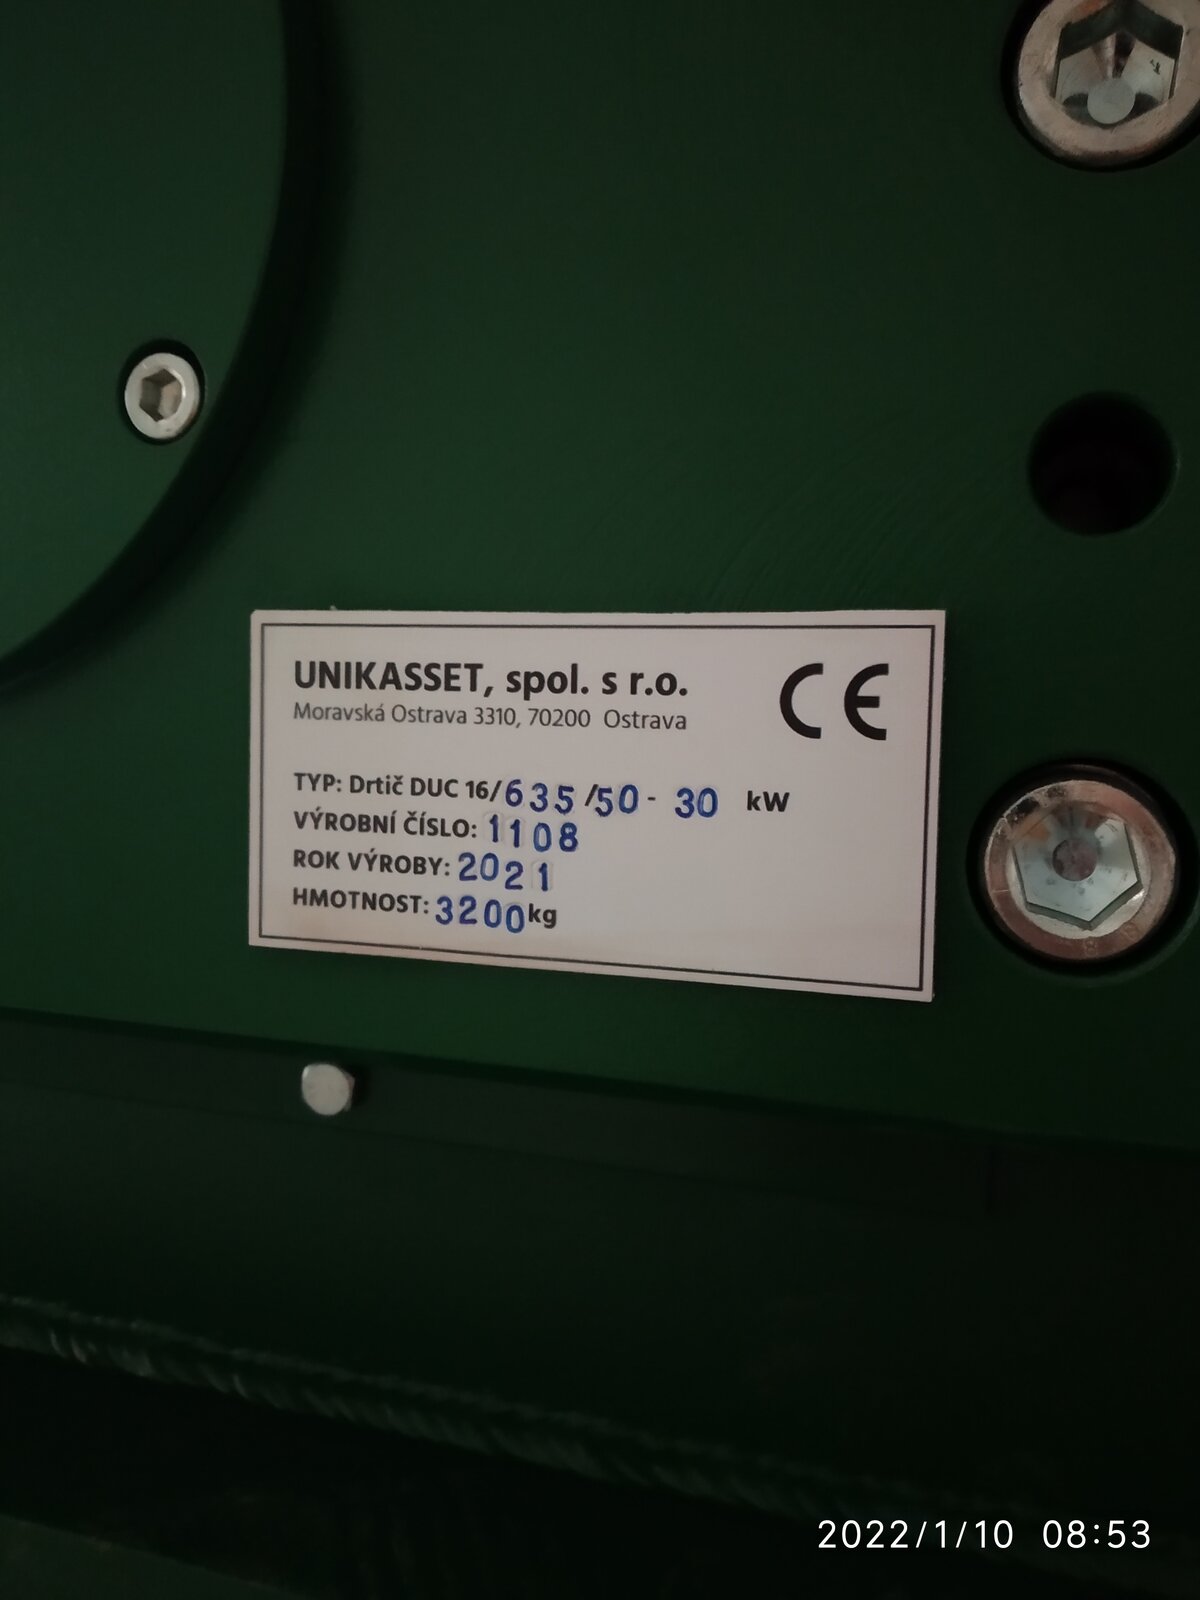 UNIKASSET, spol. s r.o.
Moravská Ostrava 3310, 70200 Ostrava
CE
TYP: Drtič DUC 16/635/50- 30 kW
VÝROBNÍ ČÍSLO: 1108
ROK VÝROBY: 2021
HMOTNOST: 3200kg
2022/1/10 08:53